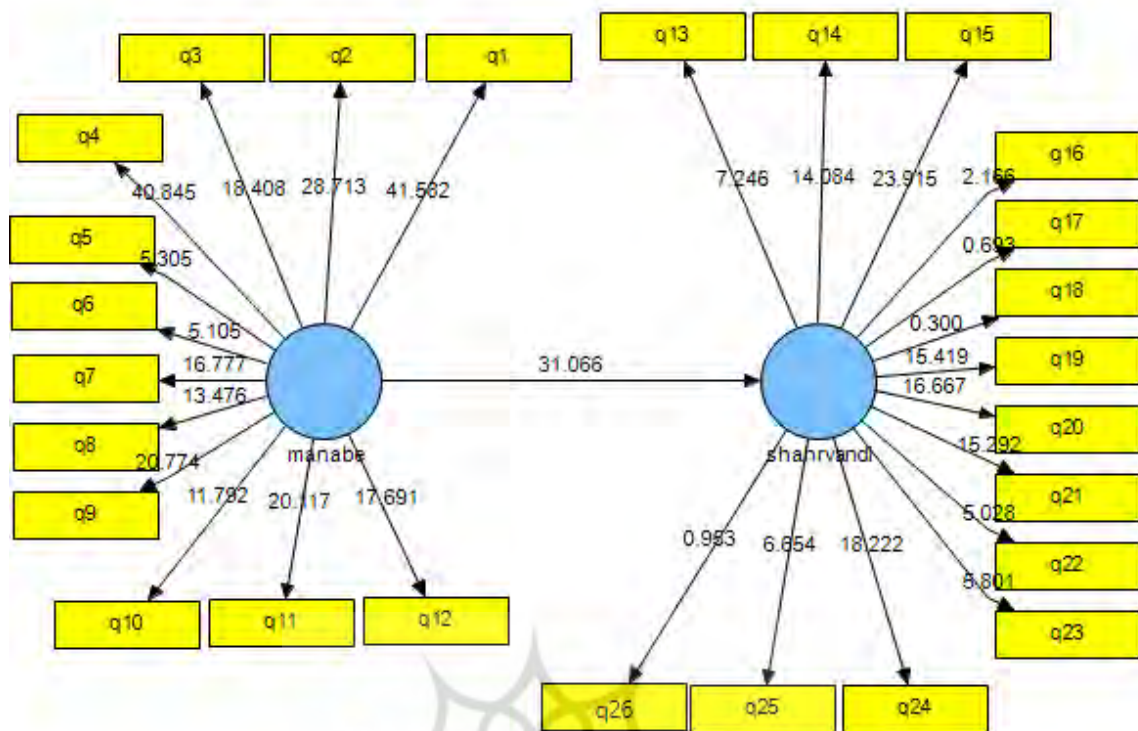 q3
q2
q1
q13
q14
q15
q4
q16
40.845
18.408
28.713
41.582
7.246
14.084
23.915
2.166
q5
q17
5.305
0.693
q6
q18
5.105
0.300
q7
16.777
31.066
15.419
q19
13.476
16.667
q8
q20
manabe
shahrvandi
20.774
15.292
q9
11.792
20.117
17.691
q21
0.953
6.654
18.222
5.028
q22
5.801
q10
q11
q12
q23
q26
q25
q24